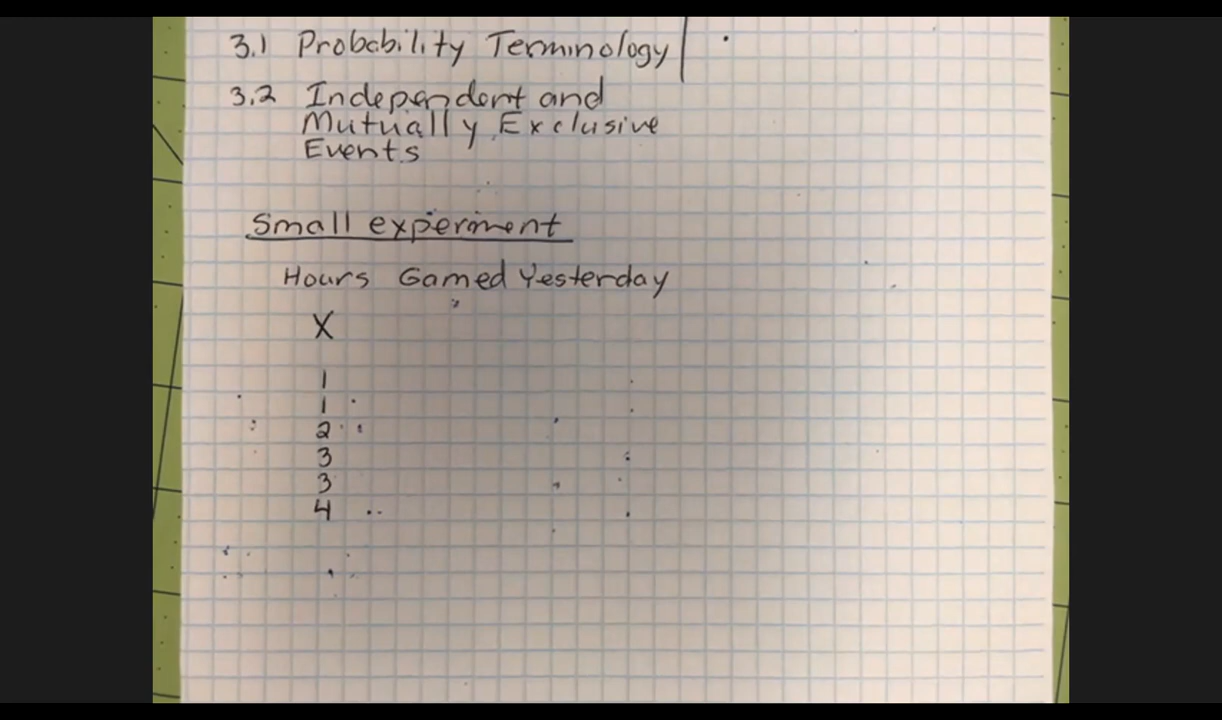 3.1 Probability Terminology
3.2 Independent and
Mutually Exclusive
Events
Small experiment
Hours Gamed Yesterday
X
1
1
2
3
3
4